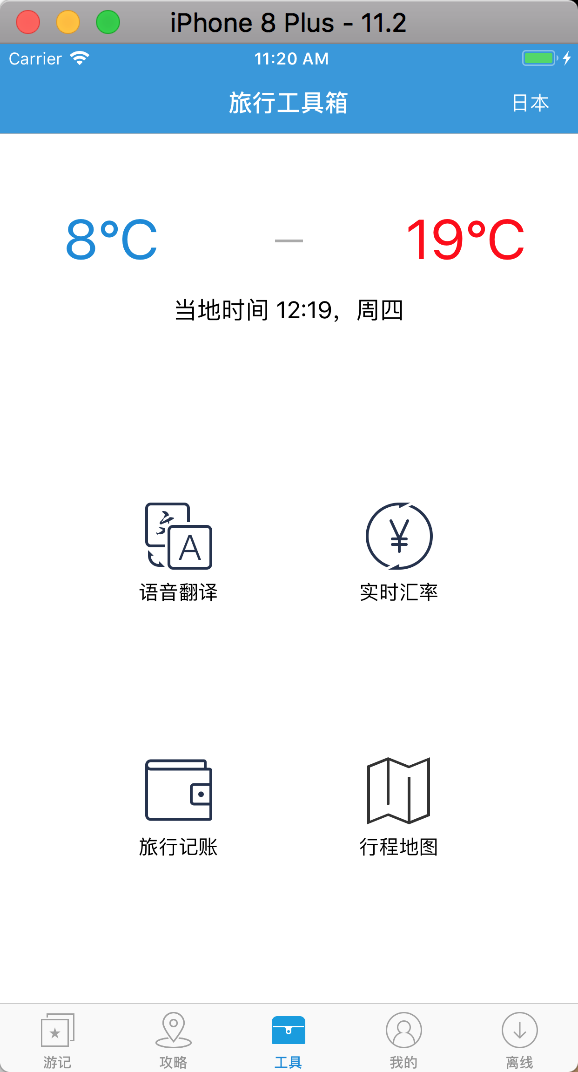 iPhone 8 Plus - 11.2
Carrier 11:20 AM
旅行工具箱 日本
8℃ — 19℃
当地时间 12:19，周四
A ¥
语音翻译 实时汇率
旅行记账 行程地图
游记 攻略 工具 我的 离线